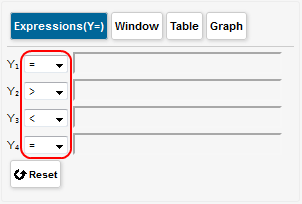 Expressions(Y=) Window Table Graph
Y₁ =
Y₂ >
Y₃ <
Y₄ =
Reset